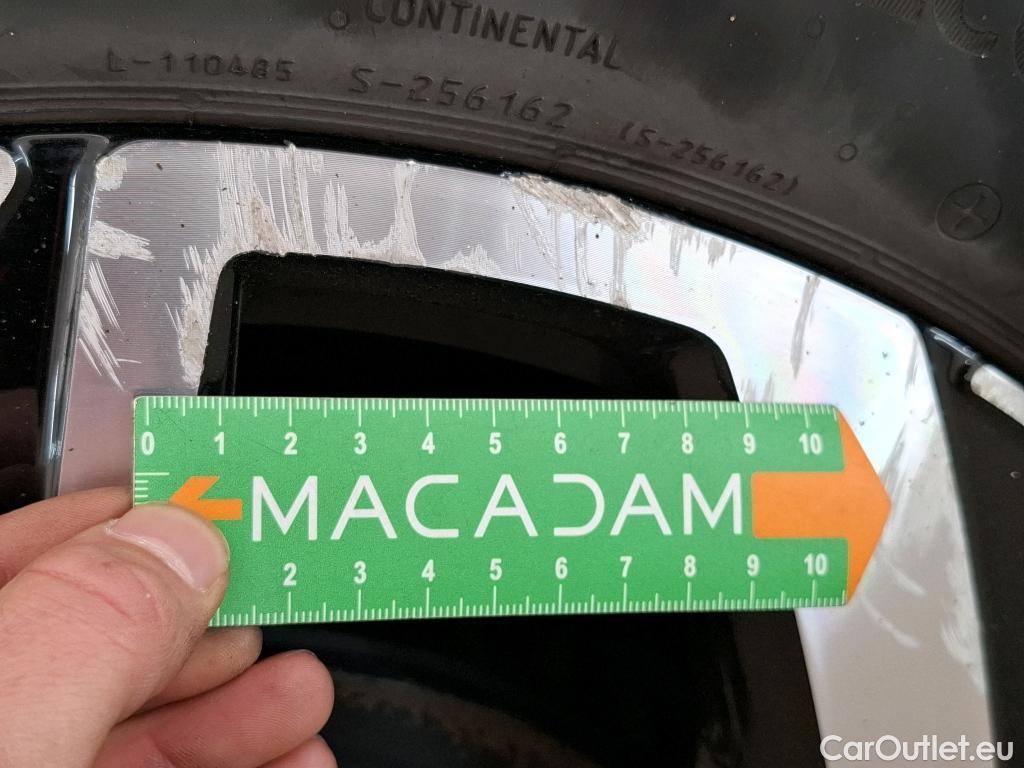 CONTINENTAL
L-110485 S-256162 (S-256162)
0 1 2 3 4 5 6 7 8 9 10
MACADAM
2 3 4 5 6 7 8 9 10
CarOutlet.eu